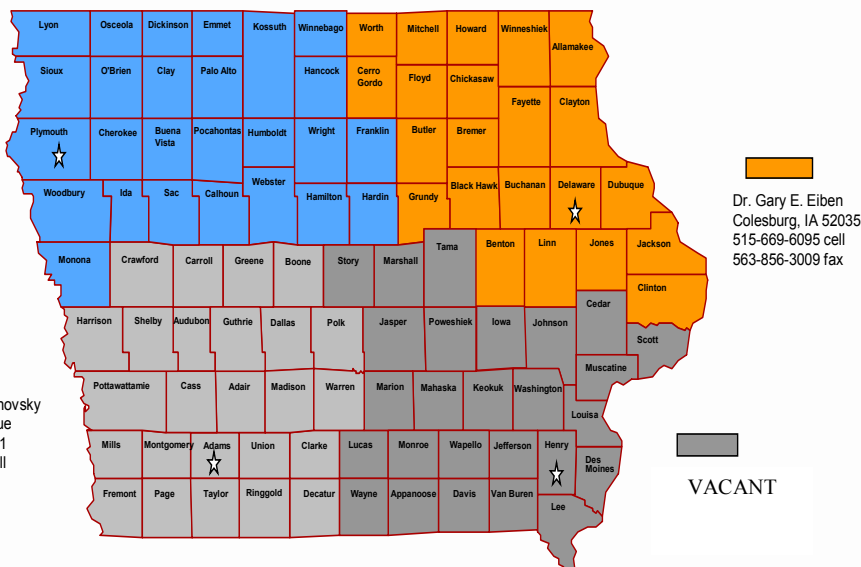 Lyon
Osceola
Dickinson
Emmet
Kossuth
Winnebago
Worth
Mitchell
Howard
Winneshiek
Allamakee
Sioux
O'Brien
Clay
Palo Alto
Hancock
Cerro
Gordo
Floyd
Chickasaw
Fayette
Clayton
Plymouth
Cherokee
Buena
Vista
Pocahontas
Humboldt
Wright
Franklin
Butler
Bremer
Woodbury
Ida
Sac
Calhoun
Webster
Hamilton
Hardin
Grundy
Black Hawk
Buchanan
Delaware
Dubuque
Monona
Crawford
Carroll
Greene
Boone
Story
Marshall
Tama
Benton
Linn
Jones
Jackson
Clinton
Harrison
Shelby
Audubon
Guthrie
Dallas
Polk
Jasper
Poweshiek
Iowa
Johnson
Cedar
Scott
Muscatine
Pottawattamie
Cass
Adair
Madison
Warren
Marion
Mahaska
Keokuk
Washington
Louisa
Mills
Montgomery
Adams
Union
Clarke
Lucas
Monroe
Wapello
Jefferson
Henry
Des
Moines
Fremont
Page
Taylor
Ringgold
Decatur
Wayne
Appanoose
Davis
Van Buren
Lee
Dr. Gary E. Eiben
Colesburg, IA 52035
515-669-6095 cell
563-856-3009 fax
VACANT
hovsky
ue
1
ll